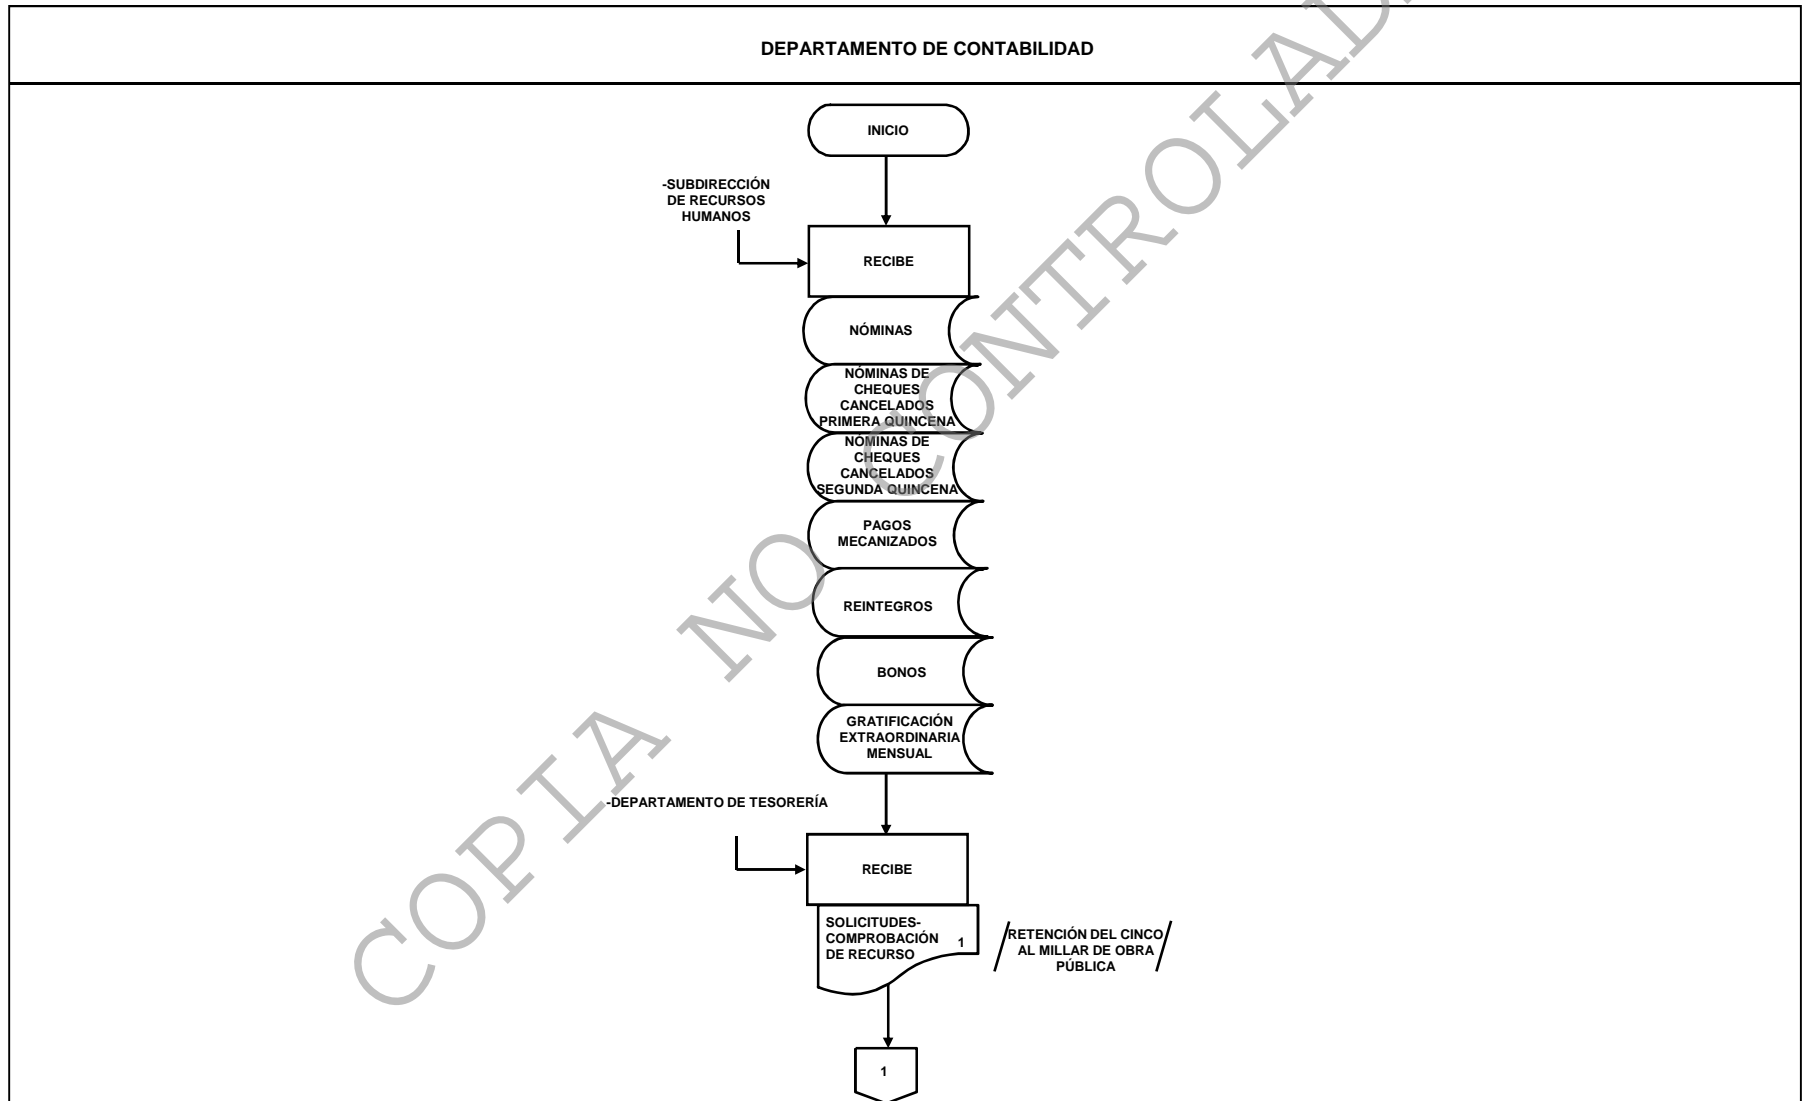 DEPARTAMENTO DE CONTABILIDAD
INICIO
-SUBDIRECCIÓN
DE RECURSOS
HUMANOS
RECIBE
NÓMINAS
NÓMINAS DE
CHEQUES
CANCELADOS
PRIMERA QUINCENA
NÓMINAS DE
CHEQUES
CANCELADOS
SEGUNDA QUINCENA
PAGOS
MECANIZADOS
REINTEGROS
BONOS
GRATIFICACIÓN
EXTRAORDINARIA
MENSUAL
-DEPARTAMENTO DE TESORERÍA
RECIBE
SOLICITUDES-
COMPROBACIÓN 1
DE RECURSO
RETENCIÓN DEL CINCO
AL MILLAR DE OBRA
PÚBLICA
1
COPIA NO CONTROLAD